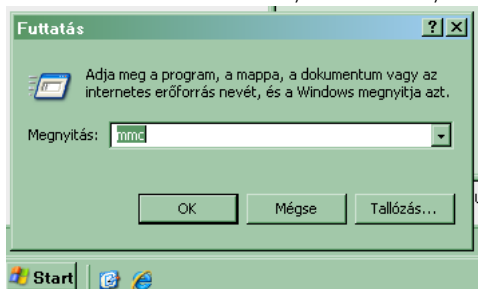 Futtatás
Adja meg a program, a mappa, a dokumentum vagy az
internetes erőforrás nevét, és a Windows megnyitja azt.
Megnyitás: mmc
OK Mégse Tallózás...
Start